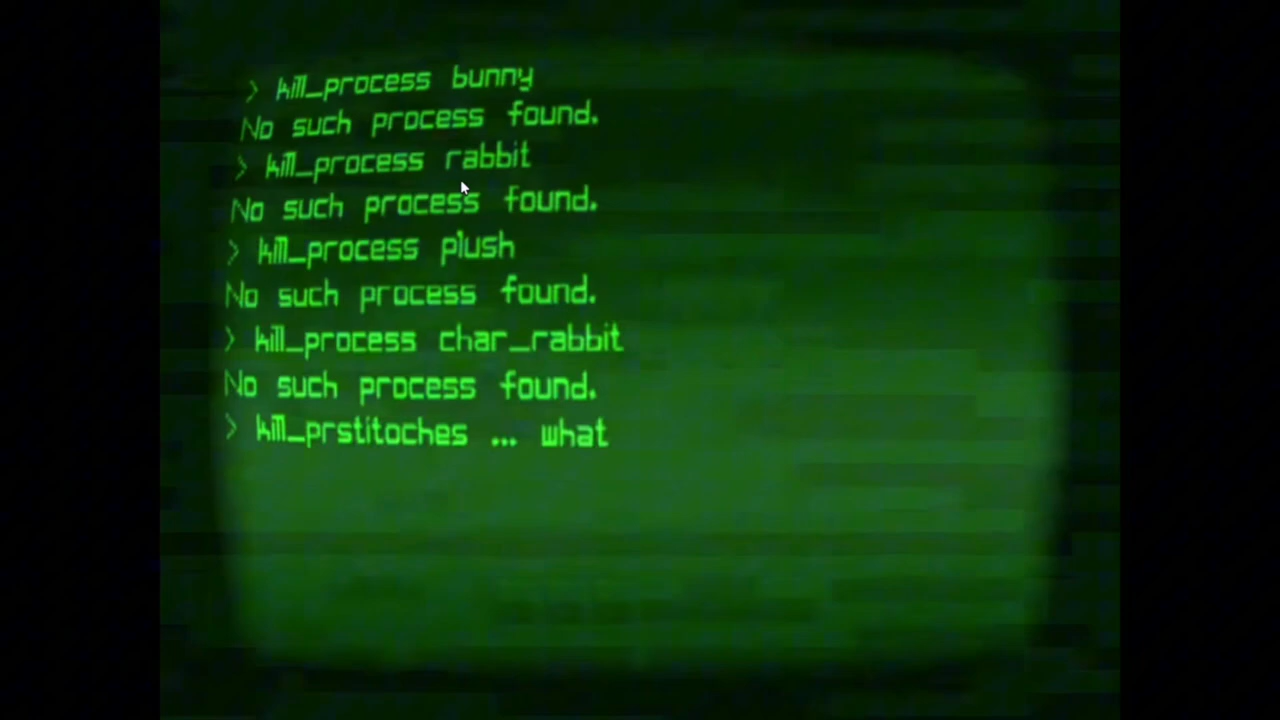 > kill_process bunny
No such process found.
> kill_process rabbit
No such process found.
> kill_process plush
No such process found.
> kill_process char_rabbit
No such process found.
> kill_prstitoches ... what